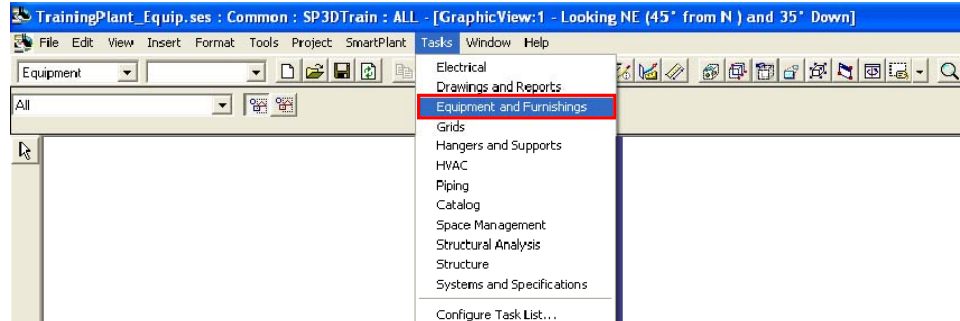 TrainingPlant_Equip.ses : Common : SP3DTrain : ALL - [GraphicView:1 - Looking NE (45° from N ) and 35° Down]
File Edit View Insert Format Tools Project SmartPlant Tasks Window Help
Equipment
All
Electrical
Drawings and Reports
Equipment and Furnishings
Grids
Hangers and Supports
HVAC
Piping
Catalog
Space Management
Structural Analysis
Structure
Systems and Specifications
Configure Task List...